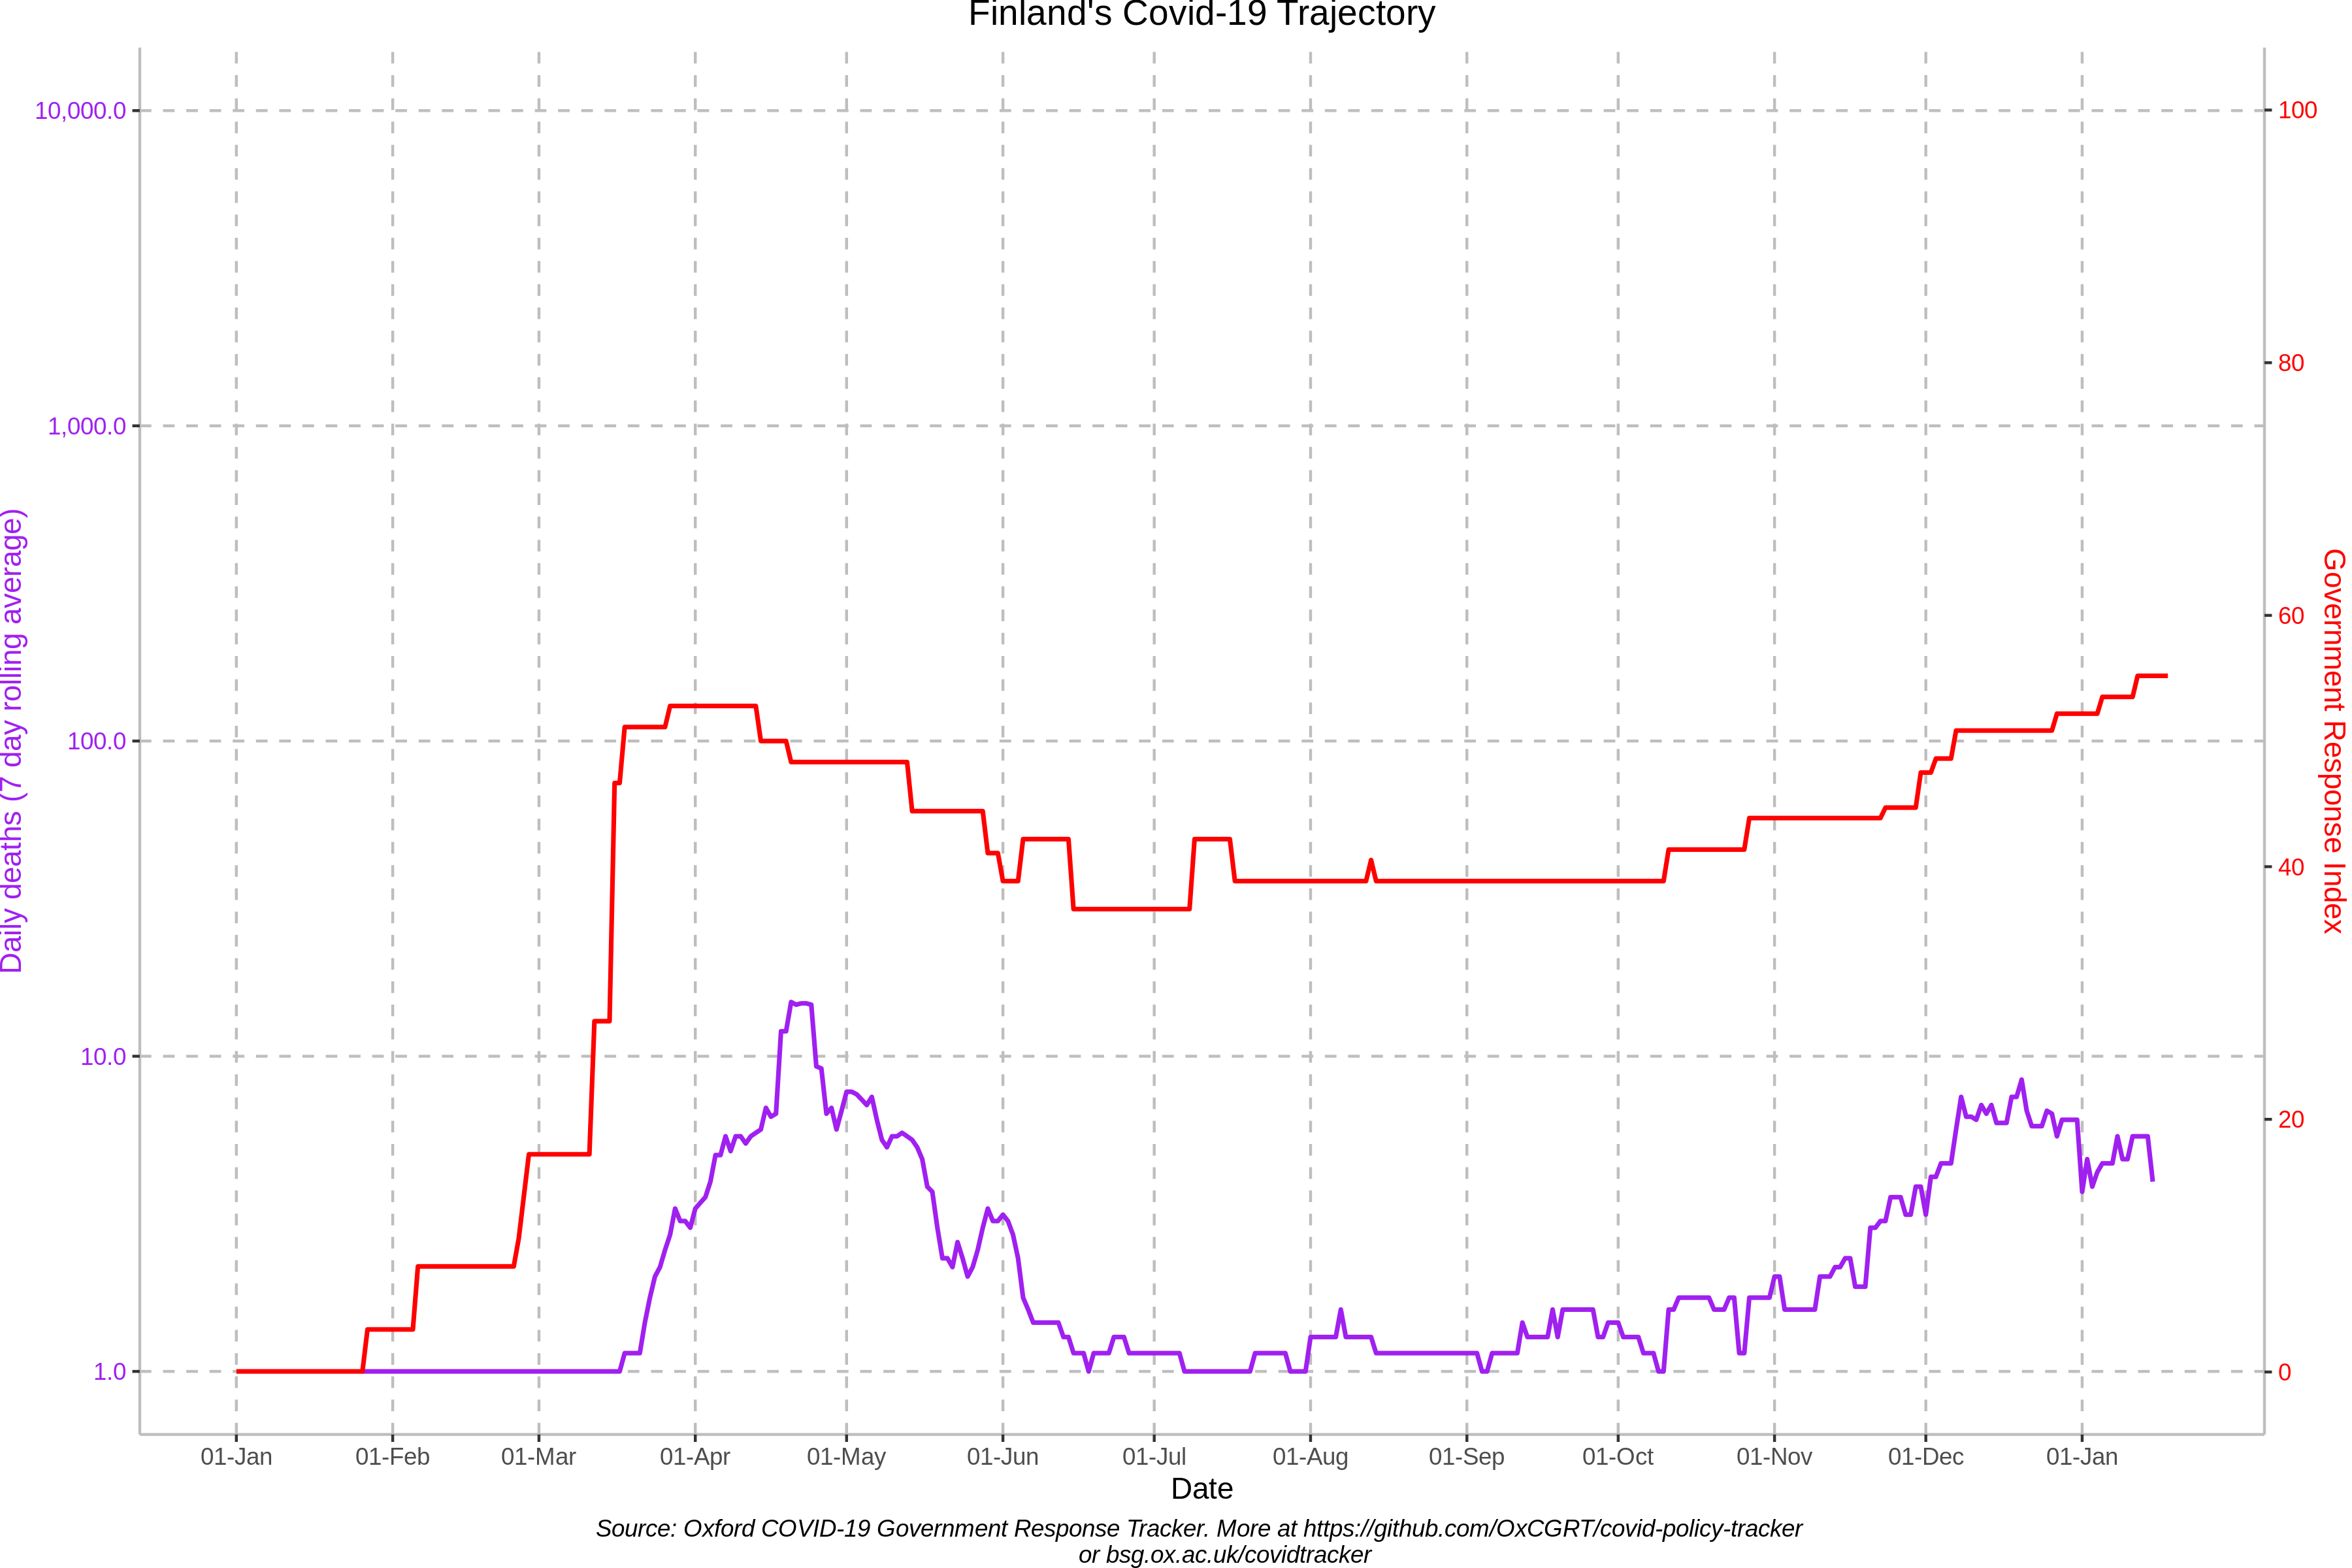 Finland's Covid-19 Trajectory
10,000.0
1,000.0
100.0
10.0
1.0
Daily deaths (7 day rolling average)
100
80
60
40
20
0
Government Response Index
01-Jan 01-Feb 01-Mar 01-Apr 01-May 01-Jun 01-Jul 01-Aug 01-Sep 01-Oct 01-Nov 01-Dec 01-Jan
Date
Source: Oxford COVID-19 Government Response Tracker. More at https://github.com/OxCGRT/covid-policy-tracker
or bsg.ox.ac.uk/covidtracker